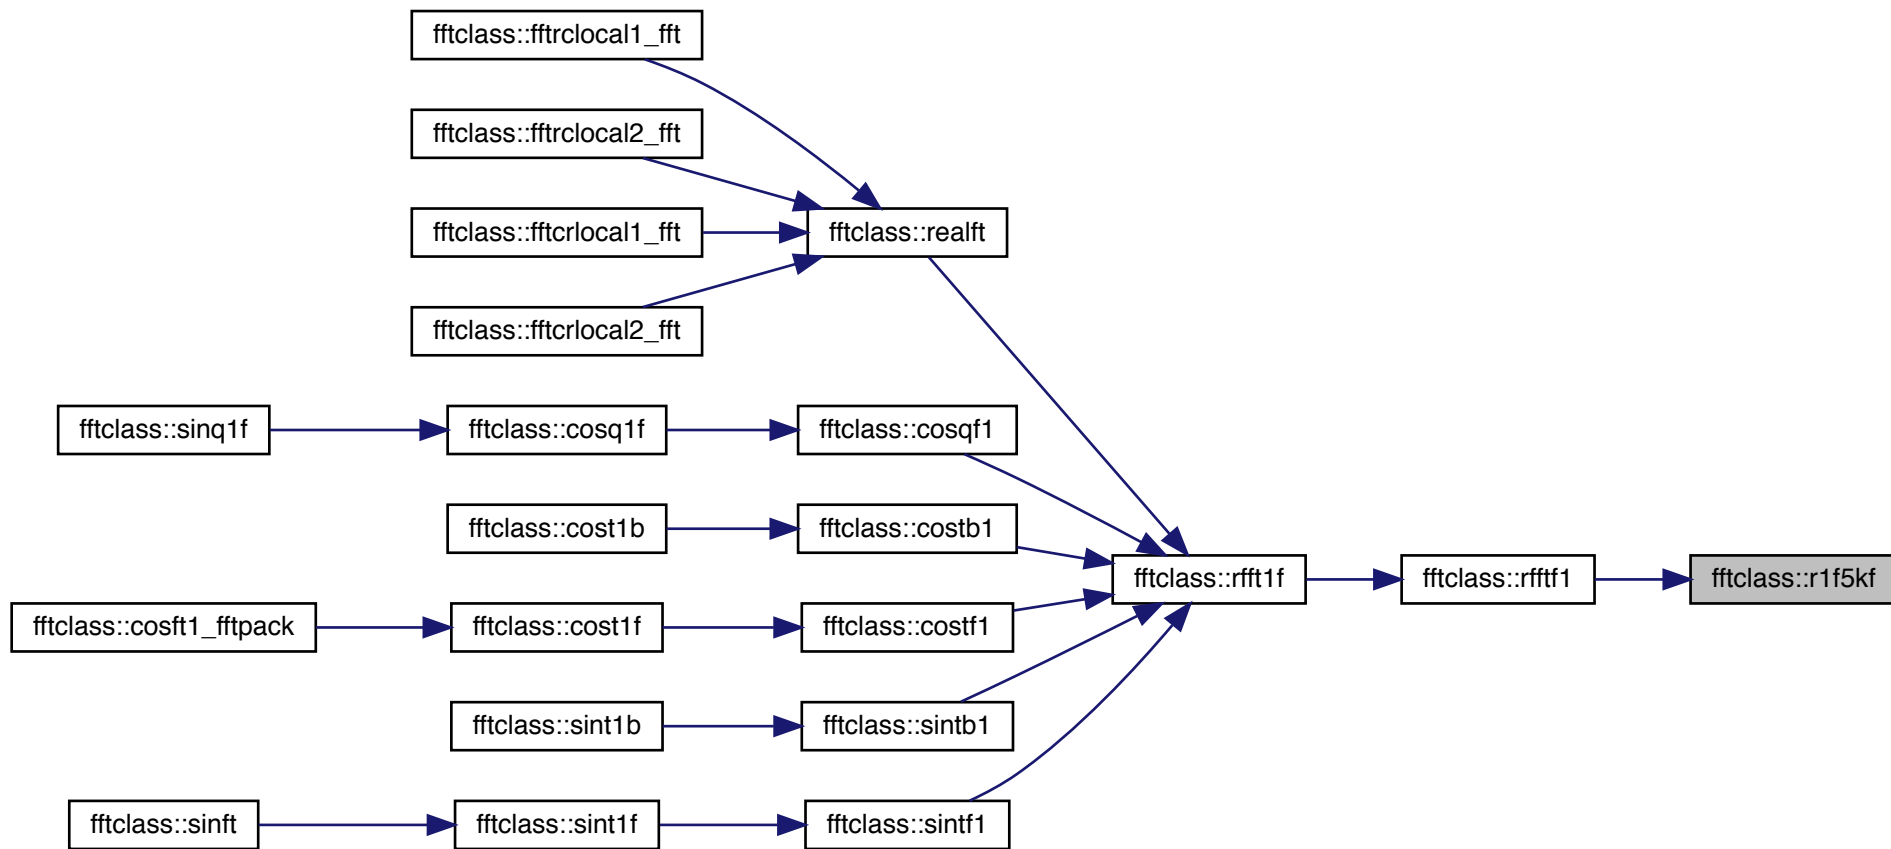 fftclass::fftrclocal1_fft
fftclass::fftrclocal2_fft
fftclass::fftcrlocal1_fft
fftclass::realft
fftclass::fftcrlocal2_fft
fftclass::sinq1f
fftclass::cosq1f
fftclass::cosqf1
fftclass::cost1b
fftclass::costb1
fftclass::rfft1f
fftclass::rfftf1
fftclass::r1f5kf
fftclass::cosft1_fftpack
fftclass::cost1f
fftclass::costf1
fftclass::sint1b
fftclass::sintb1
fftclass::sinft
fftclass::sint1f
fftclass::sintf1